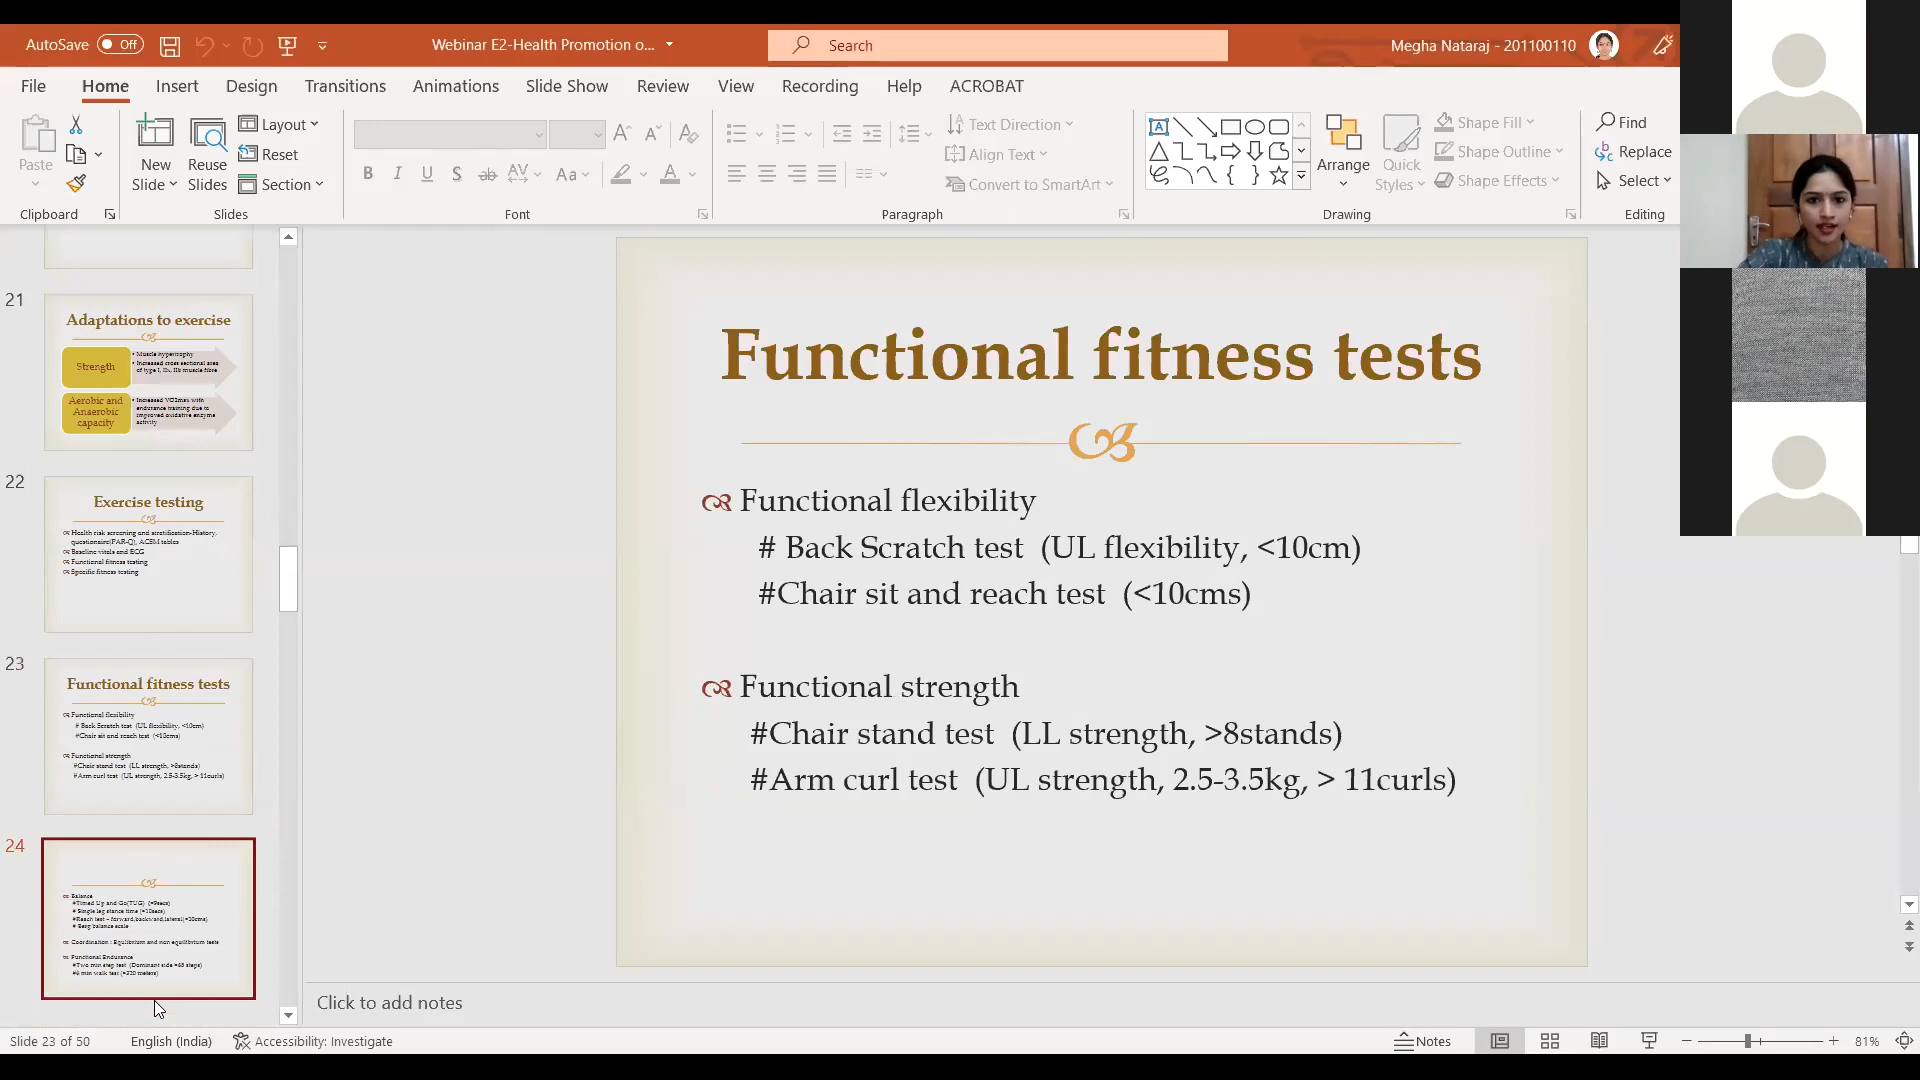 AutoSave Off Webinar E2-Health Promotion o... Search Megha Nataraj - 201100110
File Home Insert Design Transitions Animations Slide Show Review View Recording Help ACROBAT
Paste
New Slide
Reuse Slides
Layout
Reset
Section
B I U S ab AV Aa A
Text Direction
Align Text
Convert to SmartArt
Arrange
Quick Styles
Shape Fill
Shape Outline
Shape Effects
Find
Replace
Select
Clipboard Slides Font Paragraph Drawing Editing
21
Adaptations to exercise
Strength
• Muscle hypertrophy
• Increased cross sectional area of type I, IIa, IIb muscle fibre
Aerobic and Anaerobic capacity
• Increased VO2max with endurance training due to improved oxidative enzyme activity
22
Exercise testing
Health risk screening and stratification-History, questionaire(PAR-Q), ACSM tables
Baseline vitals and ECG
Functional fitness testing
Specific fitness testing
23
Functional fitness tests
Functional flexibility
# Back Scratch test (UL flexibility, <10cm)
#Chair sit and reach test (<10cms)
Functional strength
#Chair stand test (LL strength, >8stands)
#Arm curl test (UL strength, 2.5-3.5kg, > 11curls)
24
Balance
#Timed Up and Go(TUG)
# Single leg stance time
#Reach test – forward,backward,lateral
# Berg balance scale
Coordination : Equilibrium and non equilibrium tests
Functional Endurance
#Two min step test (Dominant side >65 steps)
#6 min walk test
Functional fitness tests
Functional flexibility
# Back Scratch test (UL flexibility, <10cm)
#Chair sit and reach test (<10cms)
Functional strength
#Chair stand test (LL strength, >8stands)
#Arm curl test (UL strength, 2.5-3.5kg, > 11curls)
Click to add notes
Slide 23 of 50 English (India) Accessibility: Investigate Notes 81%